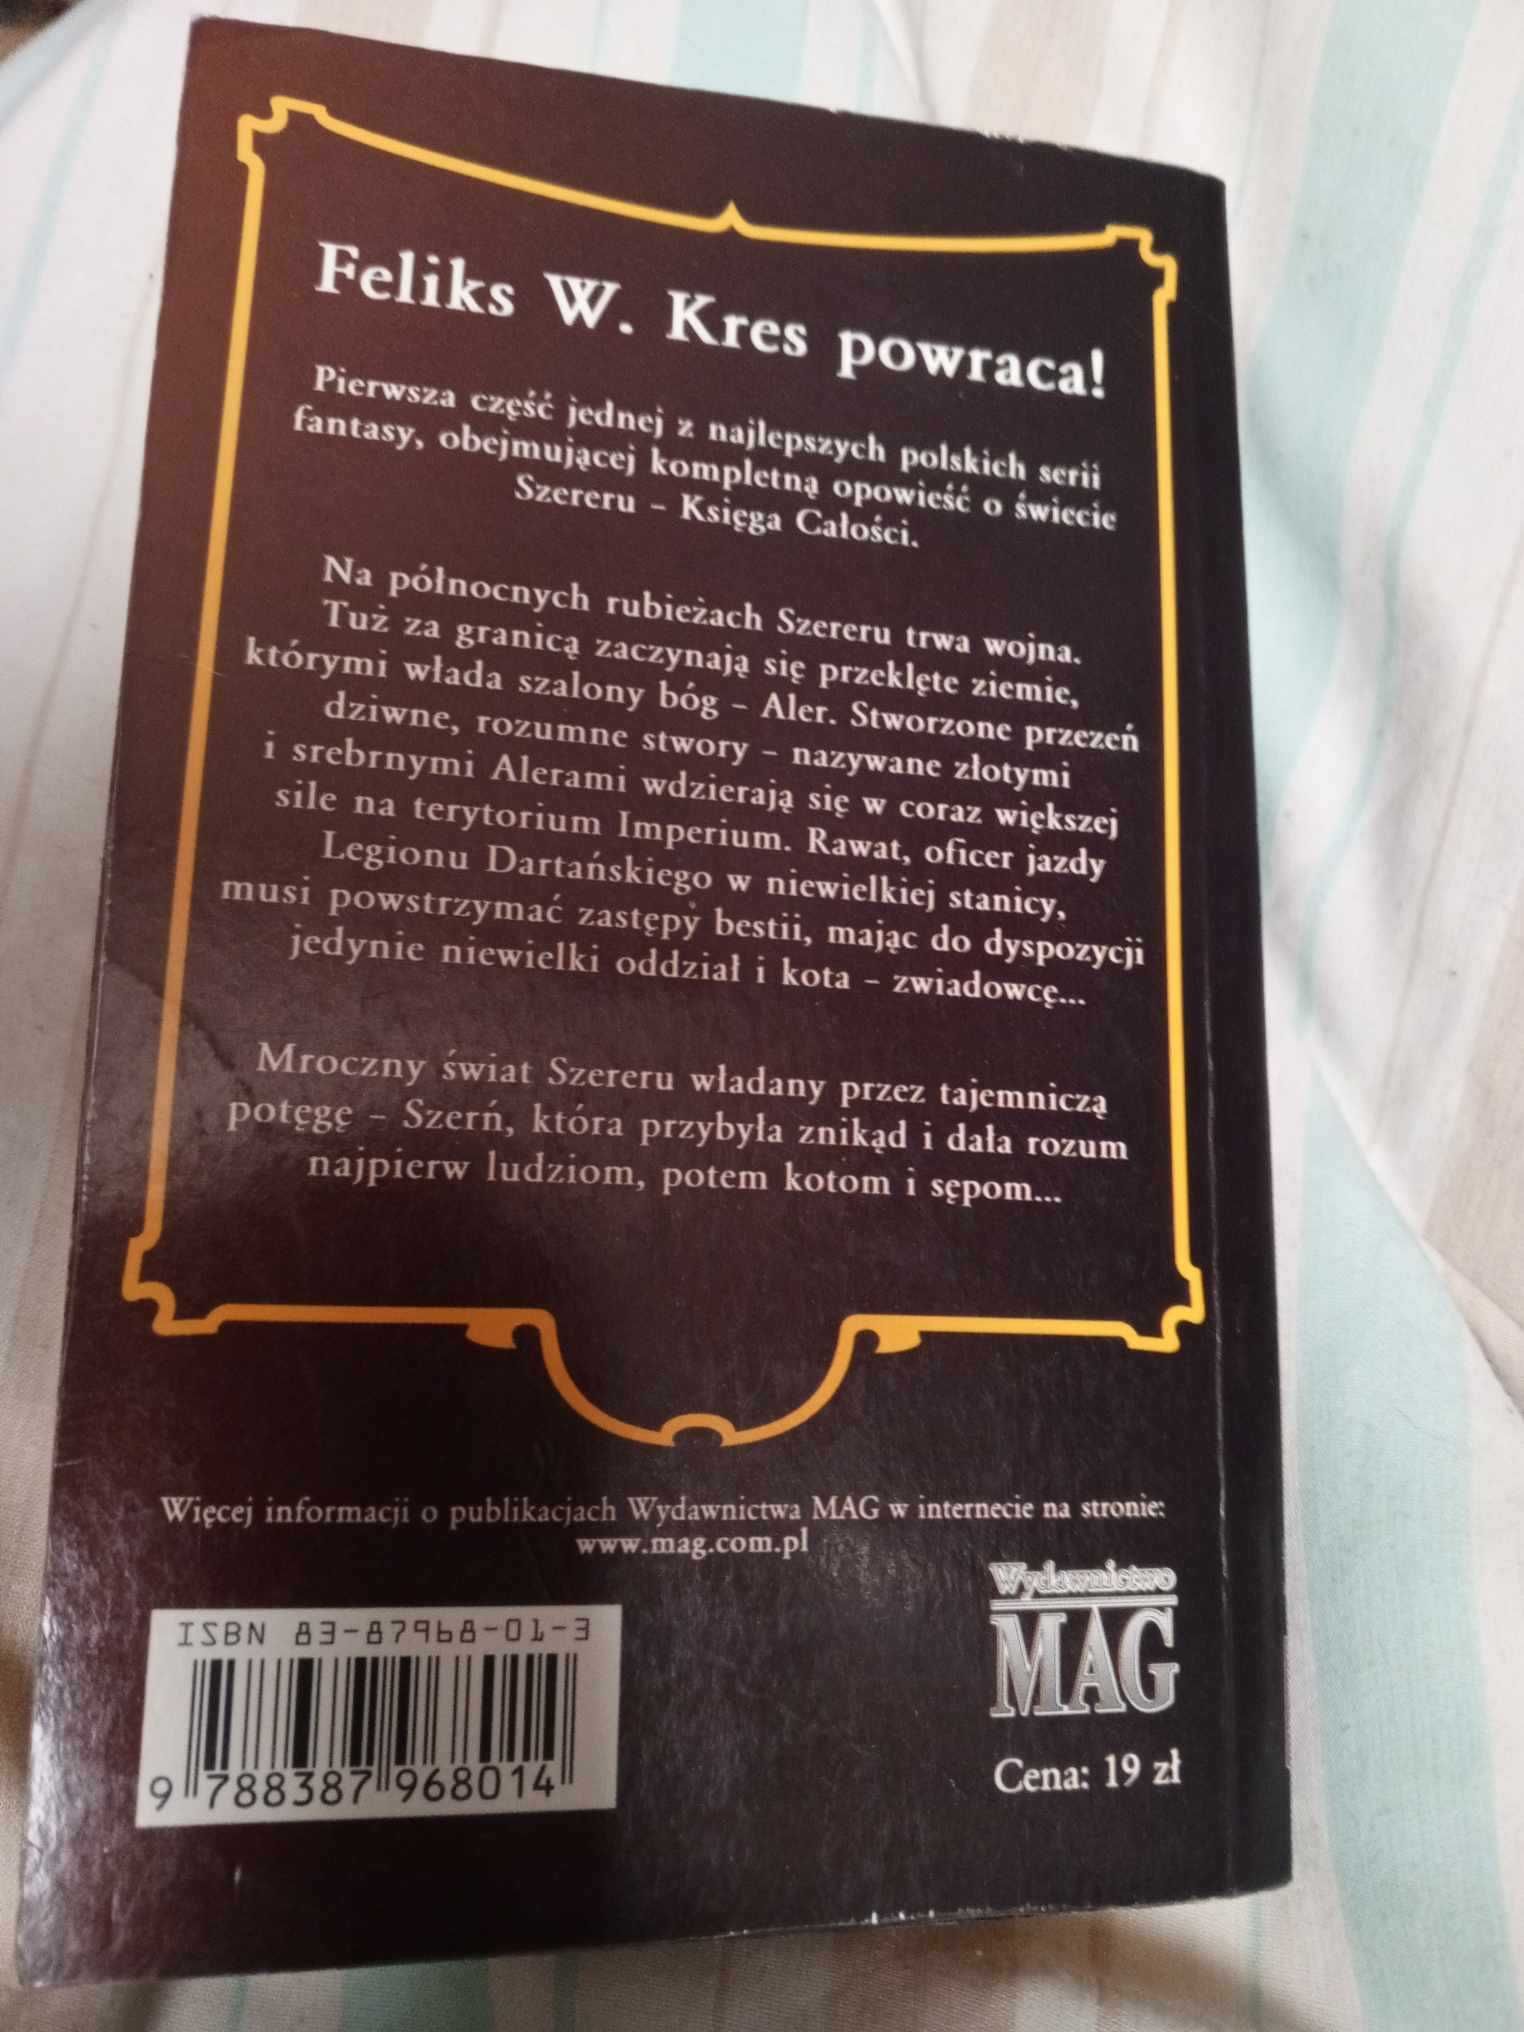 Feliks W. Kres powraca!
Pierwsza część jednej z najlepszych polskich serii
fantasy, obejmującej kompletną opowieść o świecie
Szereru – Księga Całości.
Na północnych rubieżach Szereru trwa wojna.
Tuż za granicą zaczynają się przeklęte ziemie,
którymi włada szalony bóg – Aler. Stworzone przezeń
dziwne, rozumne stwory – nazywane złotymi
i srebrnymi Alerami wdzierają się w coraz większej
sile na terytorium Imperium. Rawat, oficer jazdy
Legionu Dartańskiego w niewielkiej stanicy,
musi powstrzymać zastępy bestii, mając do dyspozycji
jedynie niewielki oddział i kota – zwiadowcę...
Mroczny świat Szereru władany przez tajemniczą
potęgę – Szerń, która przybyła znikąd i dała rozum
najpierw ludziom, potem kotom i sępom...
Więcej informacji o publikacjach Wydawnictwa MAG w internecie na stronie:
www.mag.com.pl
Wydawnictwo
MAG
Cena: 19 zł
ISBN 83-87968-01-3
9 788387 968014